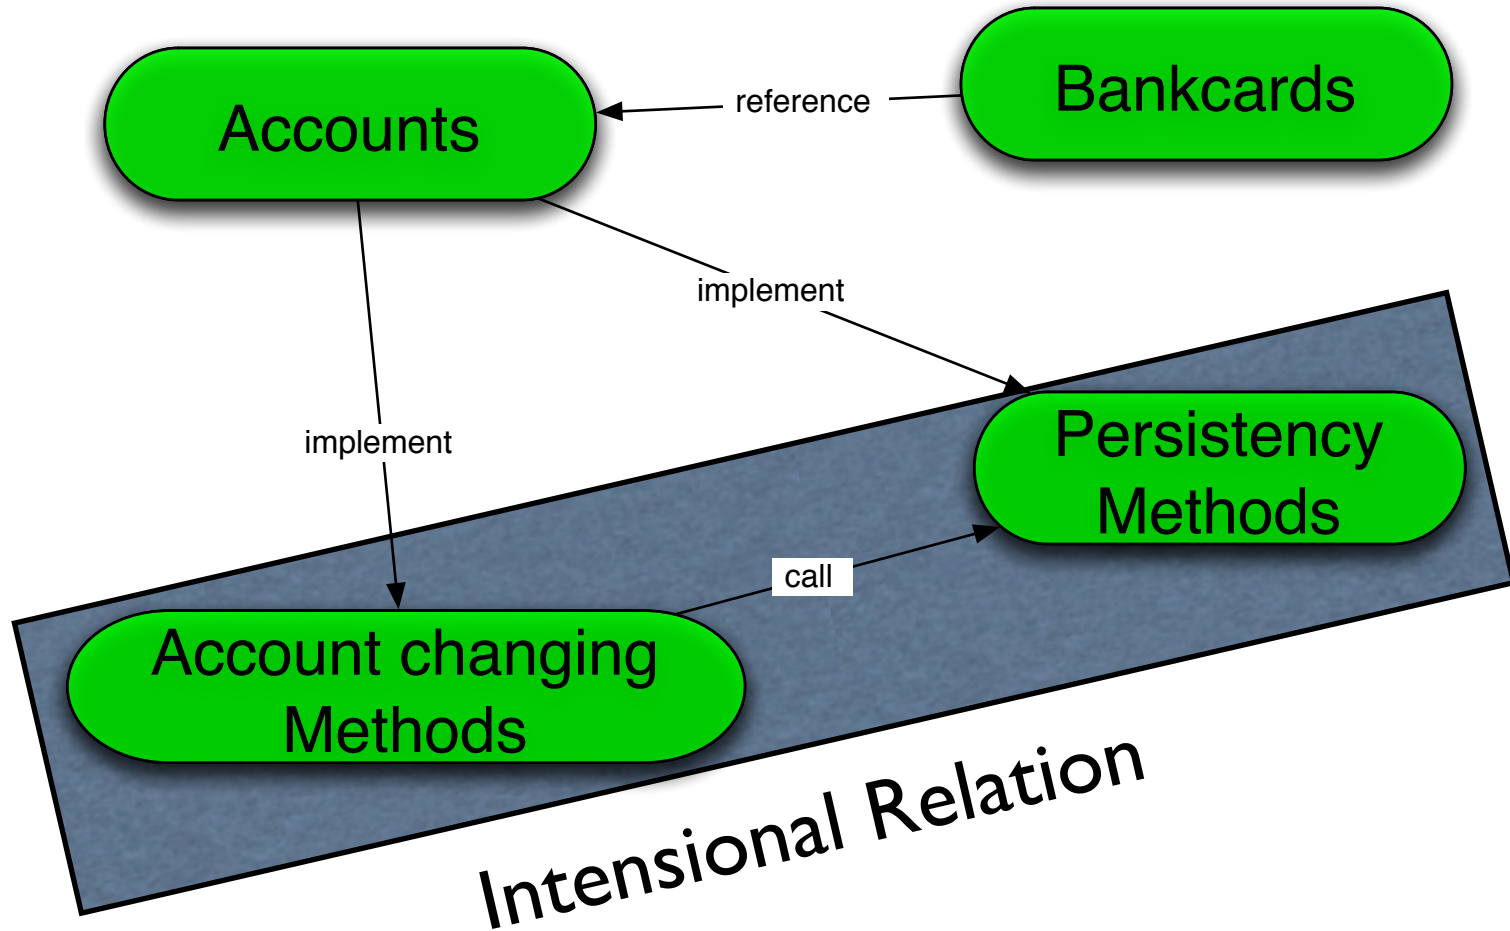 Bankcards
Accounts
reference
implement
implement
Persistency
Methods
call
Account changing
Methods
Intensional Relation